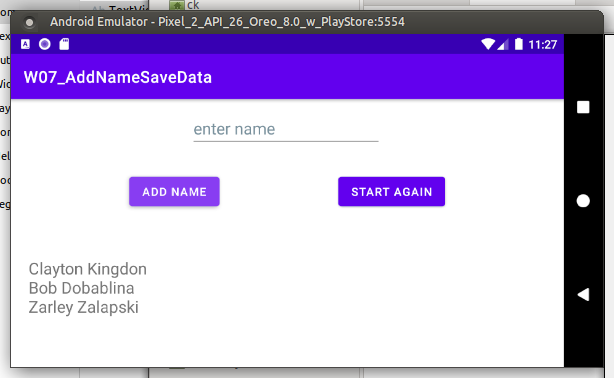 ck
Android Emulator - Pixel_2_API_26_Oreo_8.0_w_PlayStore:5554
A
11:27
W07_AddNameSaveData
enter name
ADD NAME
START AGAIN
Clayton Kingdon
Bob Dobablina
Zarley Zalapski